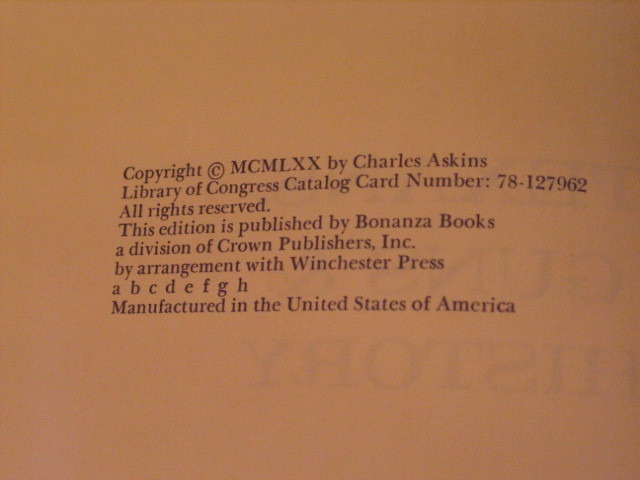 Copyright © MCMLXX by Charles Askins
Library of Congress Catalog Card Number: 78-127962
All rights reserved.
This edition is published by Bonanza Books
a division of Crown Publishers, Inc.
by arrangement with Winchester Press
a b c d e f g h
Manufactured in the United States of America